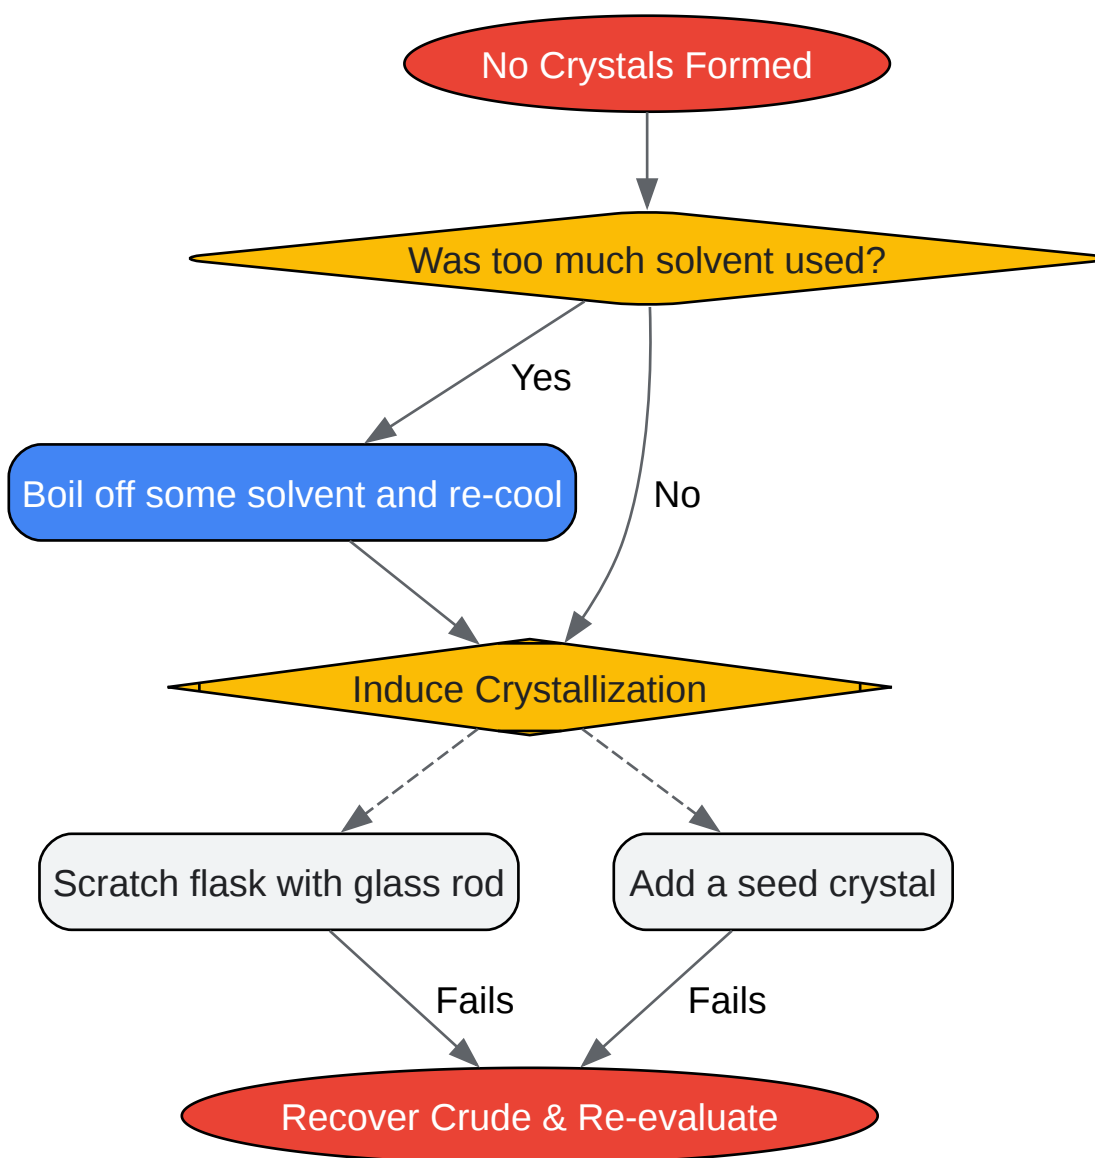 No Crystals Formed
Was too much solvent used?
Yes
Boil off some solvent and re-cool
No
Induce Crystallization
Scratch flask with glass rod
Add a seed crystal
Fails
Fails
Recover Crude & Re-evaluate